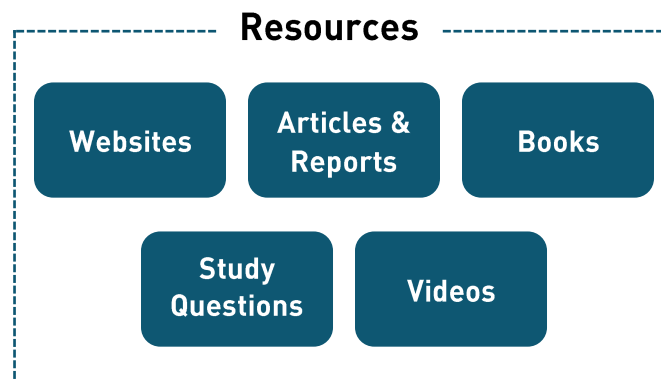 Resources
Websites
Articles &
Reports
Books
Study
Questions
Videos